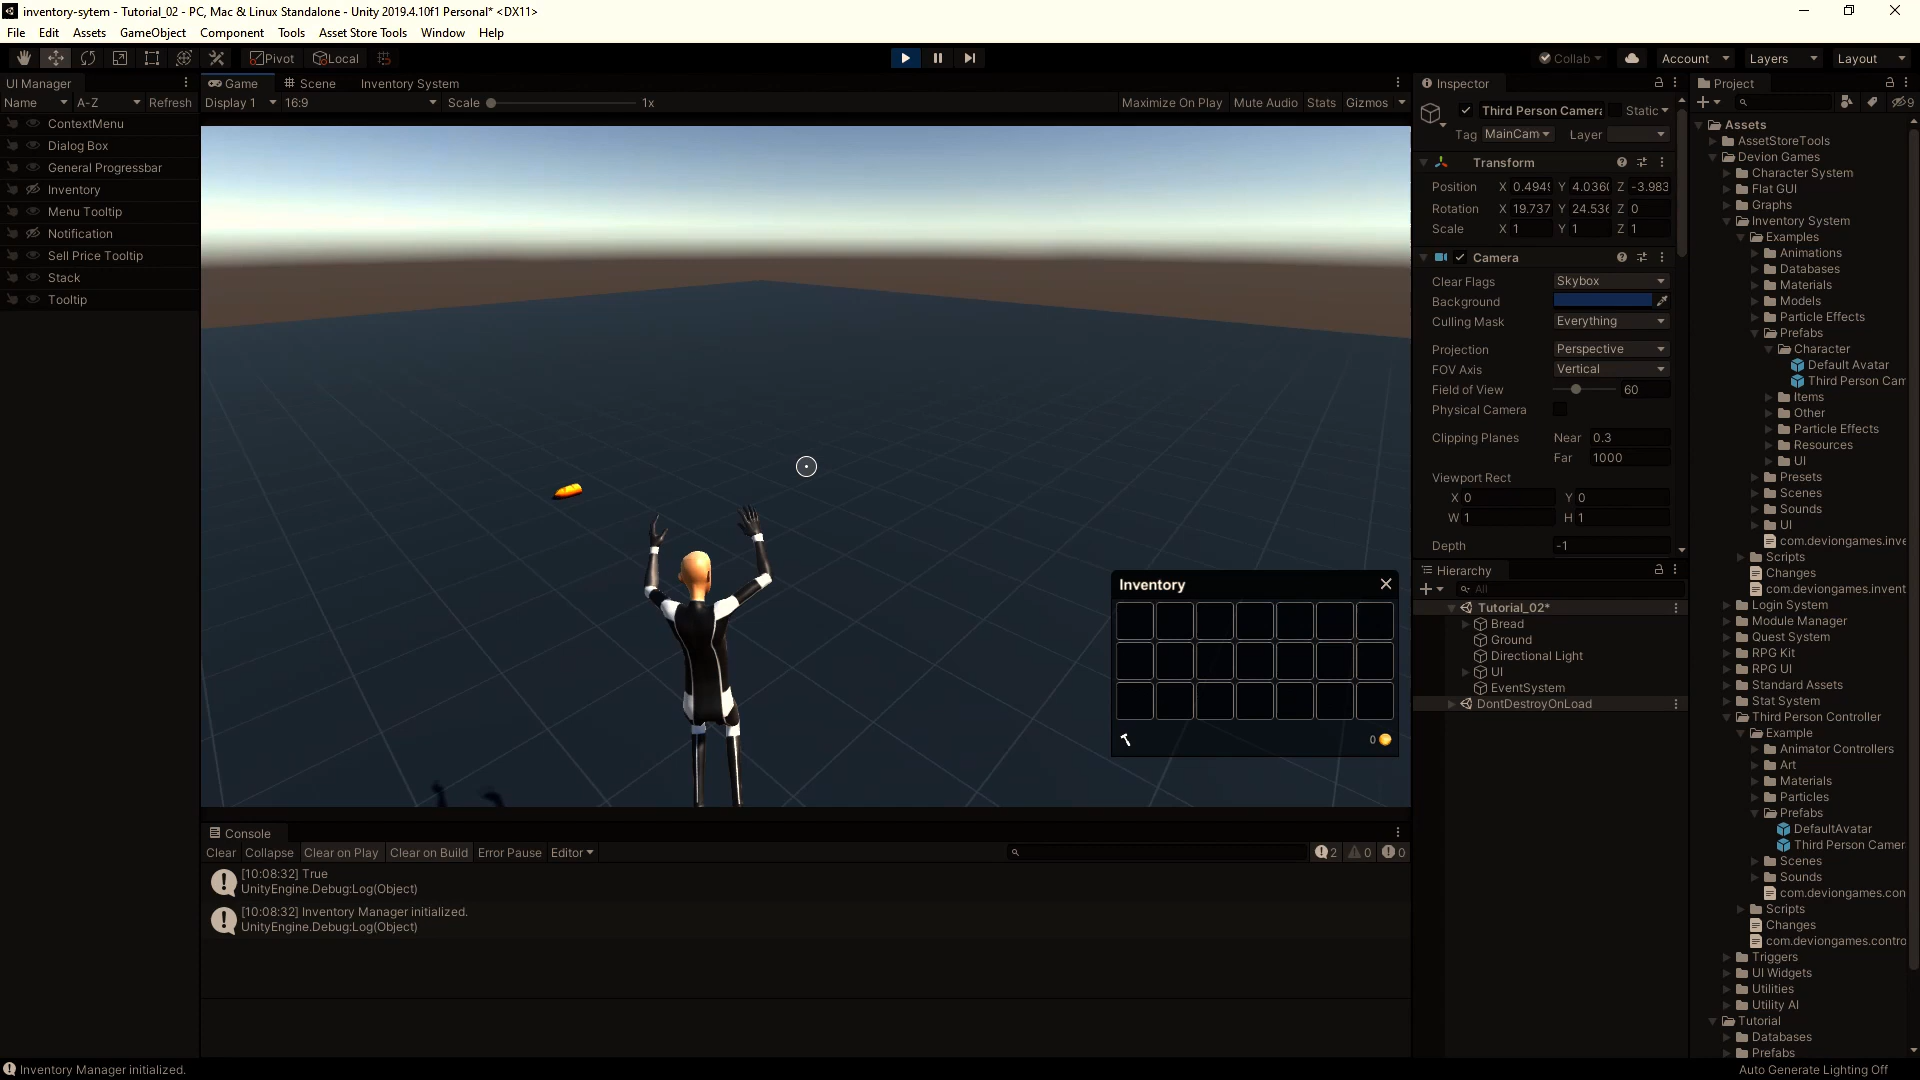 inventory-sytem - Tutorial_02 - PC, Mac & Linux Standalone - Unity 2019.4.10f1 Personal* <DX11>
File Edit Assets GameObject Component Tools Asset Store Tools Window Help
Pivot Local Collab Account Layers Layout
UI Manager
Name A-Z Refresh
ContextMenu
Dialog Box
General Progressbar
Inventory
Menu Tooltip
Notification
Sell Price Tooltip
Stack
Tooltip
Game Scene Inventory System
Display 1 16:9 Scale 1x Maximize On Play Mute Audio Stats Gizmos
Inventory
0
Console
Clear Collapse Clear on Play Clear on Build Error Pause Editor 2 0 0
[10:08:32] True
UnityEngine.Debug:Log(Object)
[10:08:32] Inventory Manager initialized.
UnityEngine.Debug:Log(Object)
Inspector
Third Person Camera Static
Tag MainCam Layer
Transform
Position X 0.4949 Y 4.0360 Z -3.983
Rotation X 19.737 Y 24.536 Z 0
Scale X 1 Y 1 Z 1
Camera
Clear Flags Skybox
Background
Culling Mask Everything
Projection Perspective
FOV Axis Vertical
Field of View 60
Physical Camera
Clipping Planes Near 0.3
Far 1000
Viewport Rect
X 0 Y 0
W 1 H 1
Depth -1
Hierarchy
All
Tutorial_02*
Bread
Ground
Directional Light
UI
EventSystem
DontDestroyOnLoad
Project
9
Assets
AssetStoreTools
Devion Games
Character System
Flat GUI
Graphs
Inventory System
Examples
Animations
Databases
Materials
Models
Particle Effects
Prefabs
Character
Default Avatar
Third Person Cam
Items
Other
Particle Effects
Resources
UI
Presets
Scenes
Sounds
UI
com.deviongames.inve
Scripts
Changes
com.deviongames.invent
Login System
Module Manager
Quest System
RPG Kit
RPG UI
Standard Assets
Stat System
Third Person Controller
Example
Animator Controllers
Art
Materials
Particles
Prefabs
DefaultAvatar
Third Person Camer
Scenes
Sounds
com.deviongames.con
Scripts
Changes
com.deviongames.contro
Triggers
UI Widgets
Utilities
Utility AI
Tutorial
Databases
Prefabs
Inventory Manager initialized.
Auto Generate Lighting Off